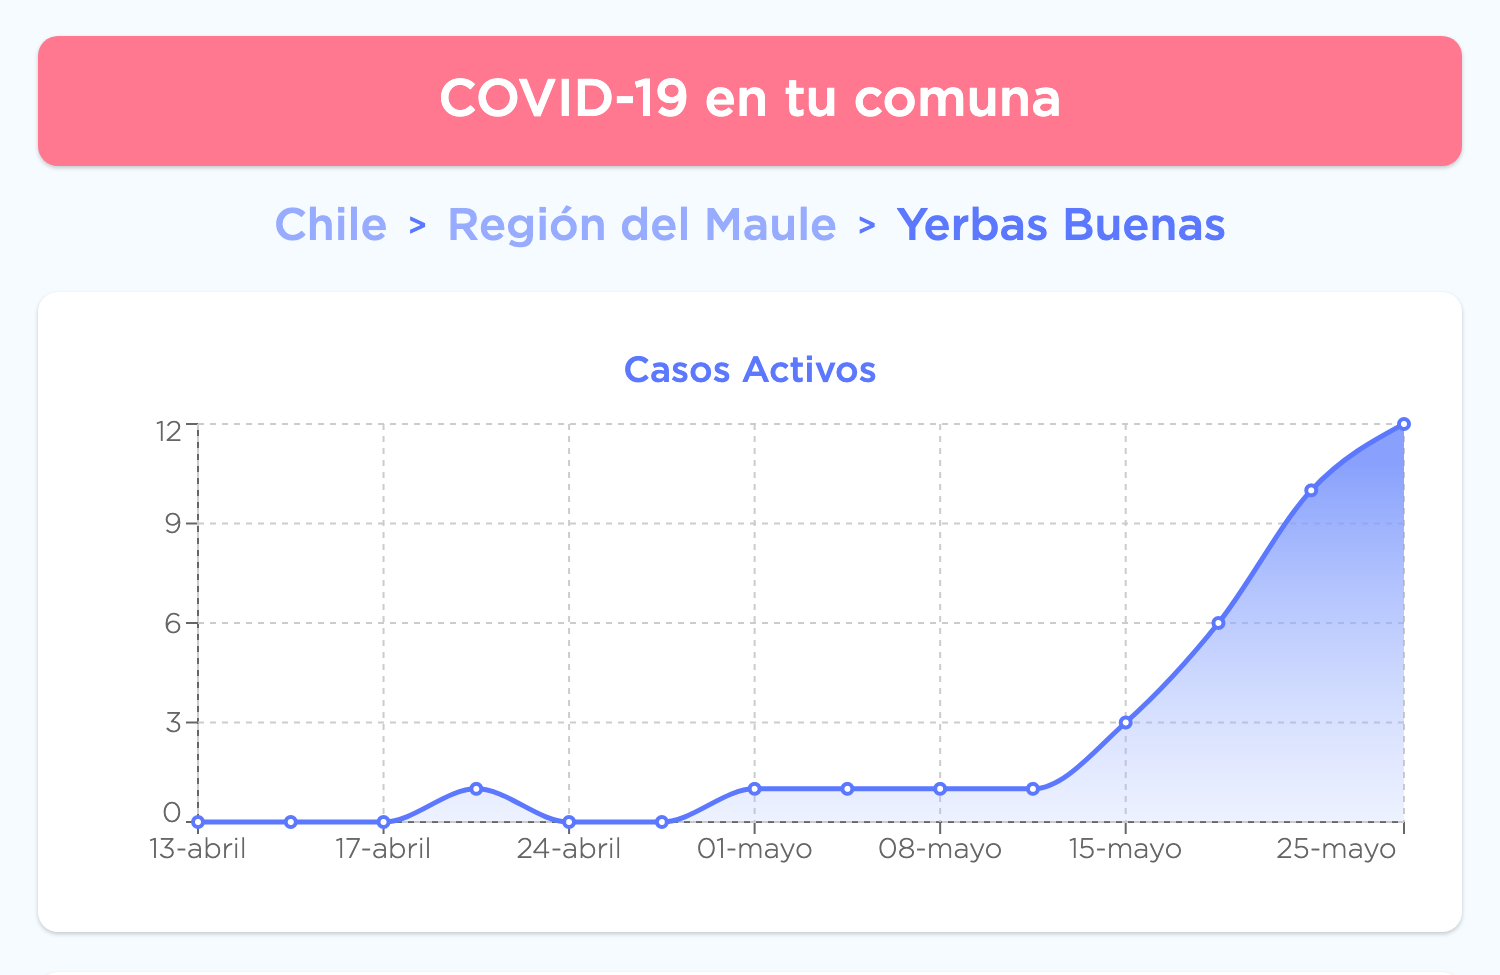 COVID-19 en tu comuna
Chile > Región del Maule > Yerbas Buenas
Casos Activos
12
9
6
3
0
13-abril 17-abril 24-abril 01-mayo 08-mayo 15-mayo 25-mayo